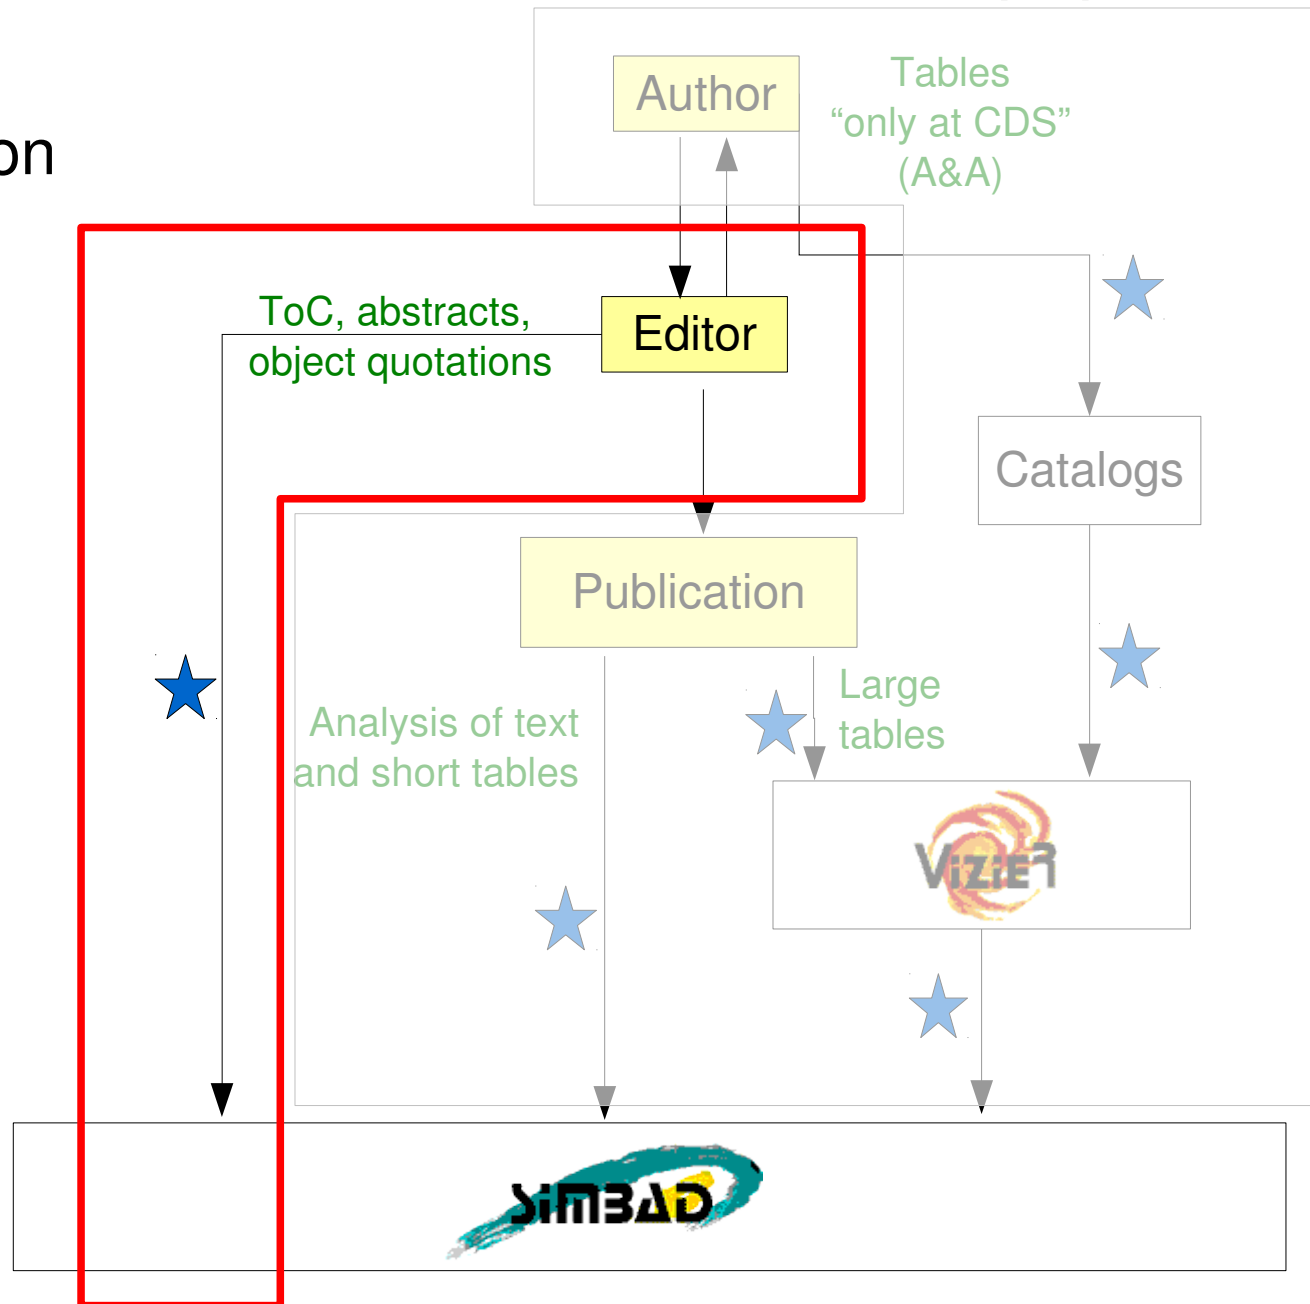 on
Author
Tables
“only at CDS”
(A&A)
ToC, abstracts,
object quotations
Editor
Catalogs
Publication
Large
tables
Analysis of text
and short tables
VIZIER
SIMBAD